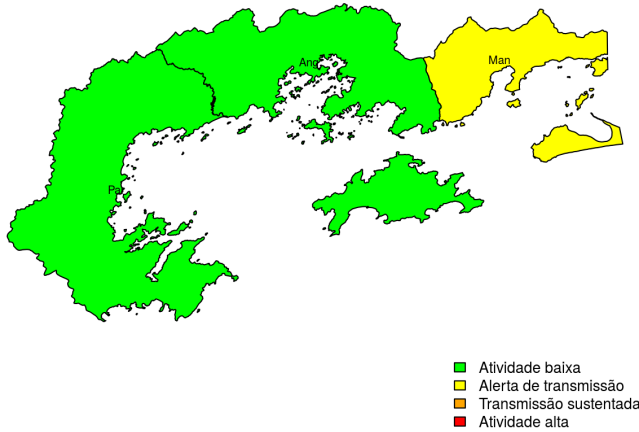 Ang
Man
Pa
Atividade baixa
Alerta de transmissão
Transmissão sustentada
Atividade alta